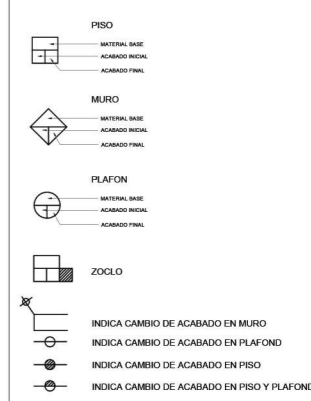 PISO
MATERIAL BASE
ACABADO INICIAL
ACABADO FINAL
MURO
MATERIAL BASE
ACABADO INICIAL
ACABADO FINAL
PLAFON
MATERIAL BASE
ACABADO INICIAL
ACABADO FINAL
ZOCLO
INDICA CAMBIO DE ACABADO EN MURO
INDICA CAMBIO DE ACABADO EN PLAFOND
INDICA CAMBIO DE ACABADO EN PISO
INDICA CAMBIO DE ACABADO EN PISO Y PLAFOND